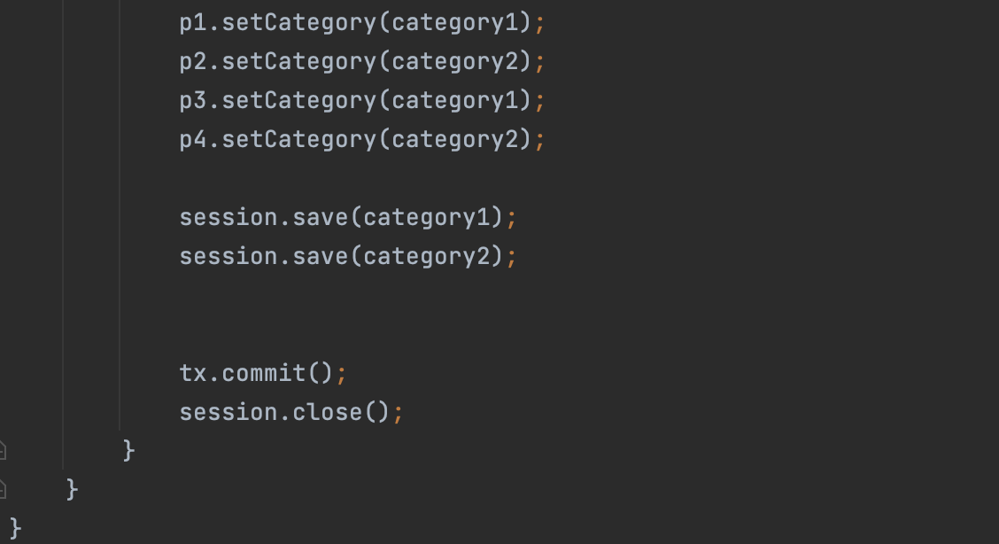 p1.setCategory(category1);
p2.setCategory(category2);
p3.setCategory(category1);
p4.setCategory(category2);
session.save(category1);
session.save(category2);
tx.commit();
session.close();
}
}
}